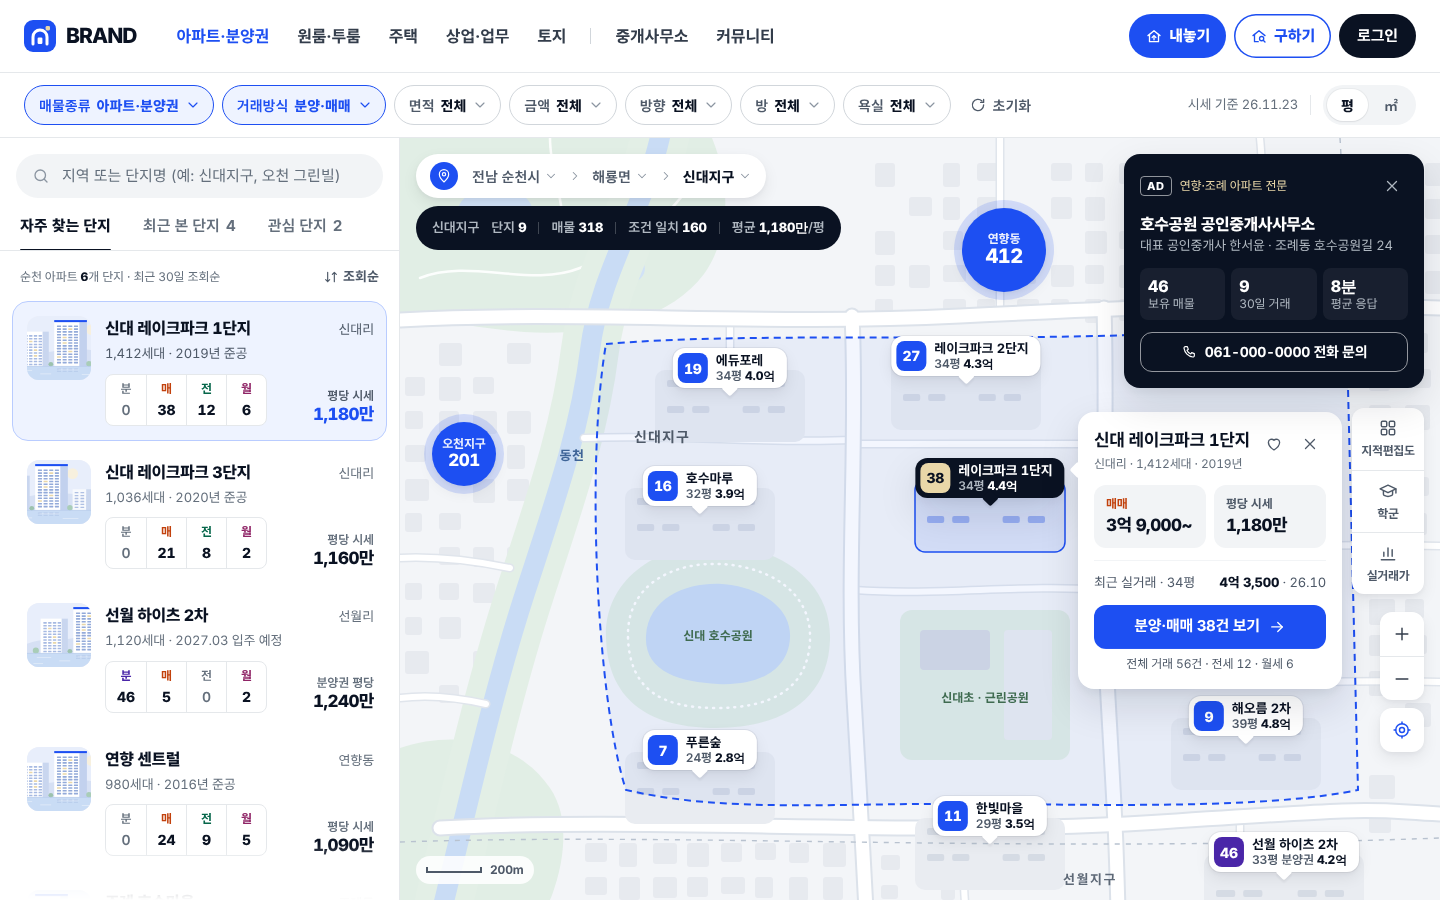 BRAND
아파트·분양권 원룸·투룸 주택 상업·업무 토지 중개사무소 커뮤니티
내놓기 구하기 로그인
매물종류 아파트·분양권 거래방식 분양·매매 면적 전체 금액 전체 방향 전체 방 전체 욕실 전체 초기화
시세 기준 26.11.23 평 ㎡
지역 또는 단지명 (예: 신대지구, 오천 그린빌)
자주 찾는 단지 최근 본 단지 4 관심 단지 2
순천 아파트 6개 단지 · 최근 30일 조회순 조회순
신대 레이크파크 1단지 신대리
1,412세대 · 2019년 준공
분 매 전 월
0 38 12 6
평당 시세
1,180만
신대 레이크파크 3단지 신대리
1,036세대 · 2020년 준공
분 매 전 월
0 21 8 2
평당 시세
1,160만
선월 하이츠 2차 선월리
1,120세대 · 2027.03 입주 예정
분 매 전 월
46 5 0 2
분양권 평당
1,240만
연향 센트럴 연향동
980세대 · 2016년 준공
분 매 전 월
0 24 9 5
평당 시세
1,090만
전남 순천시 해룡면 신대지구
신대지구 단지 9 매물 318 조건 일치 160 평균 1,180만/평
연향동
412
오천지구
201
동천
신대지구
19 에듀포레
34평 4.0억
27 레이크파크 2단지
34평 4.3억
16 호수마루
32평 3.9억
38 레이크파크 1단지
34평 4.4억
신대 호수공원
신대초 · 근린공원
7 푸른숲
24평 2.8억
9 해오름 2차
39평 4.8억
11 한빛마을
29평 3.5억
46 선월 하이츠 2차
33평 분양권 4.2억
선월지구
200m
AD 연향·조례 아파트 전문
호수공원 공인중개사사무소
대표 공인중개사 한서윤 · 조례동 호수공원길 24
46 9 8분
보유 매물 30일 거래 평균 응답
061-000-0000 전화 문의
신대 레이크파크 1단지
신대리 · 1,412세대 · 2019년
매매 평당 시세
3억 9,000~ 1,180만
최근 실거래 · 34평 4억 3,500 · 26.10
분양·매매 38건 보기
전체 거래 56건 · 전세 12 · 월세 6
지적편집도
학군
실거래가